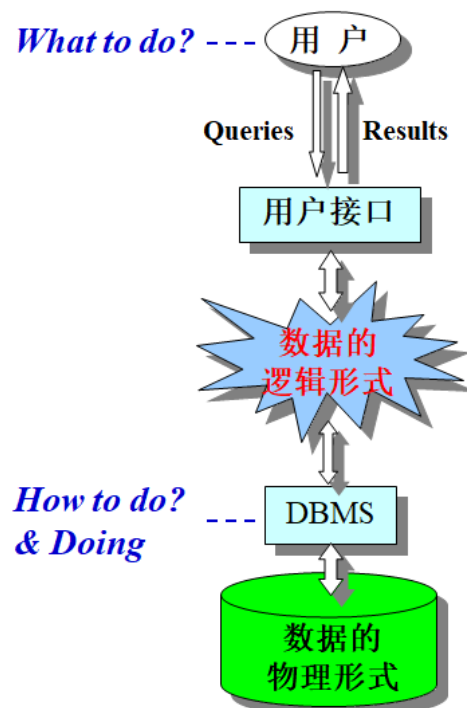 What to do?
用 户
Queries
Results
用户接口
数据的
逻辑形式
How to do?
& Doing
DBMS
数据的
物理形式